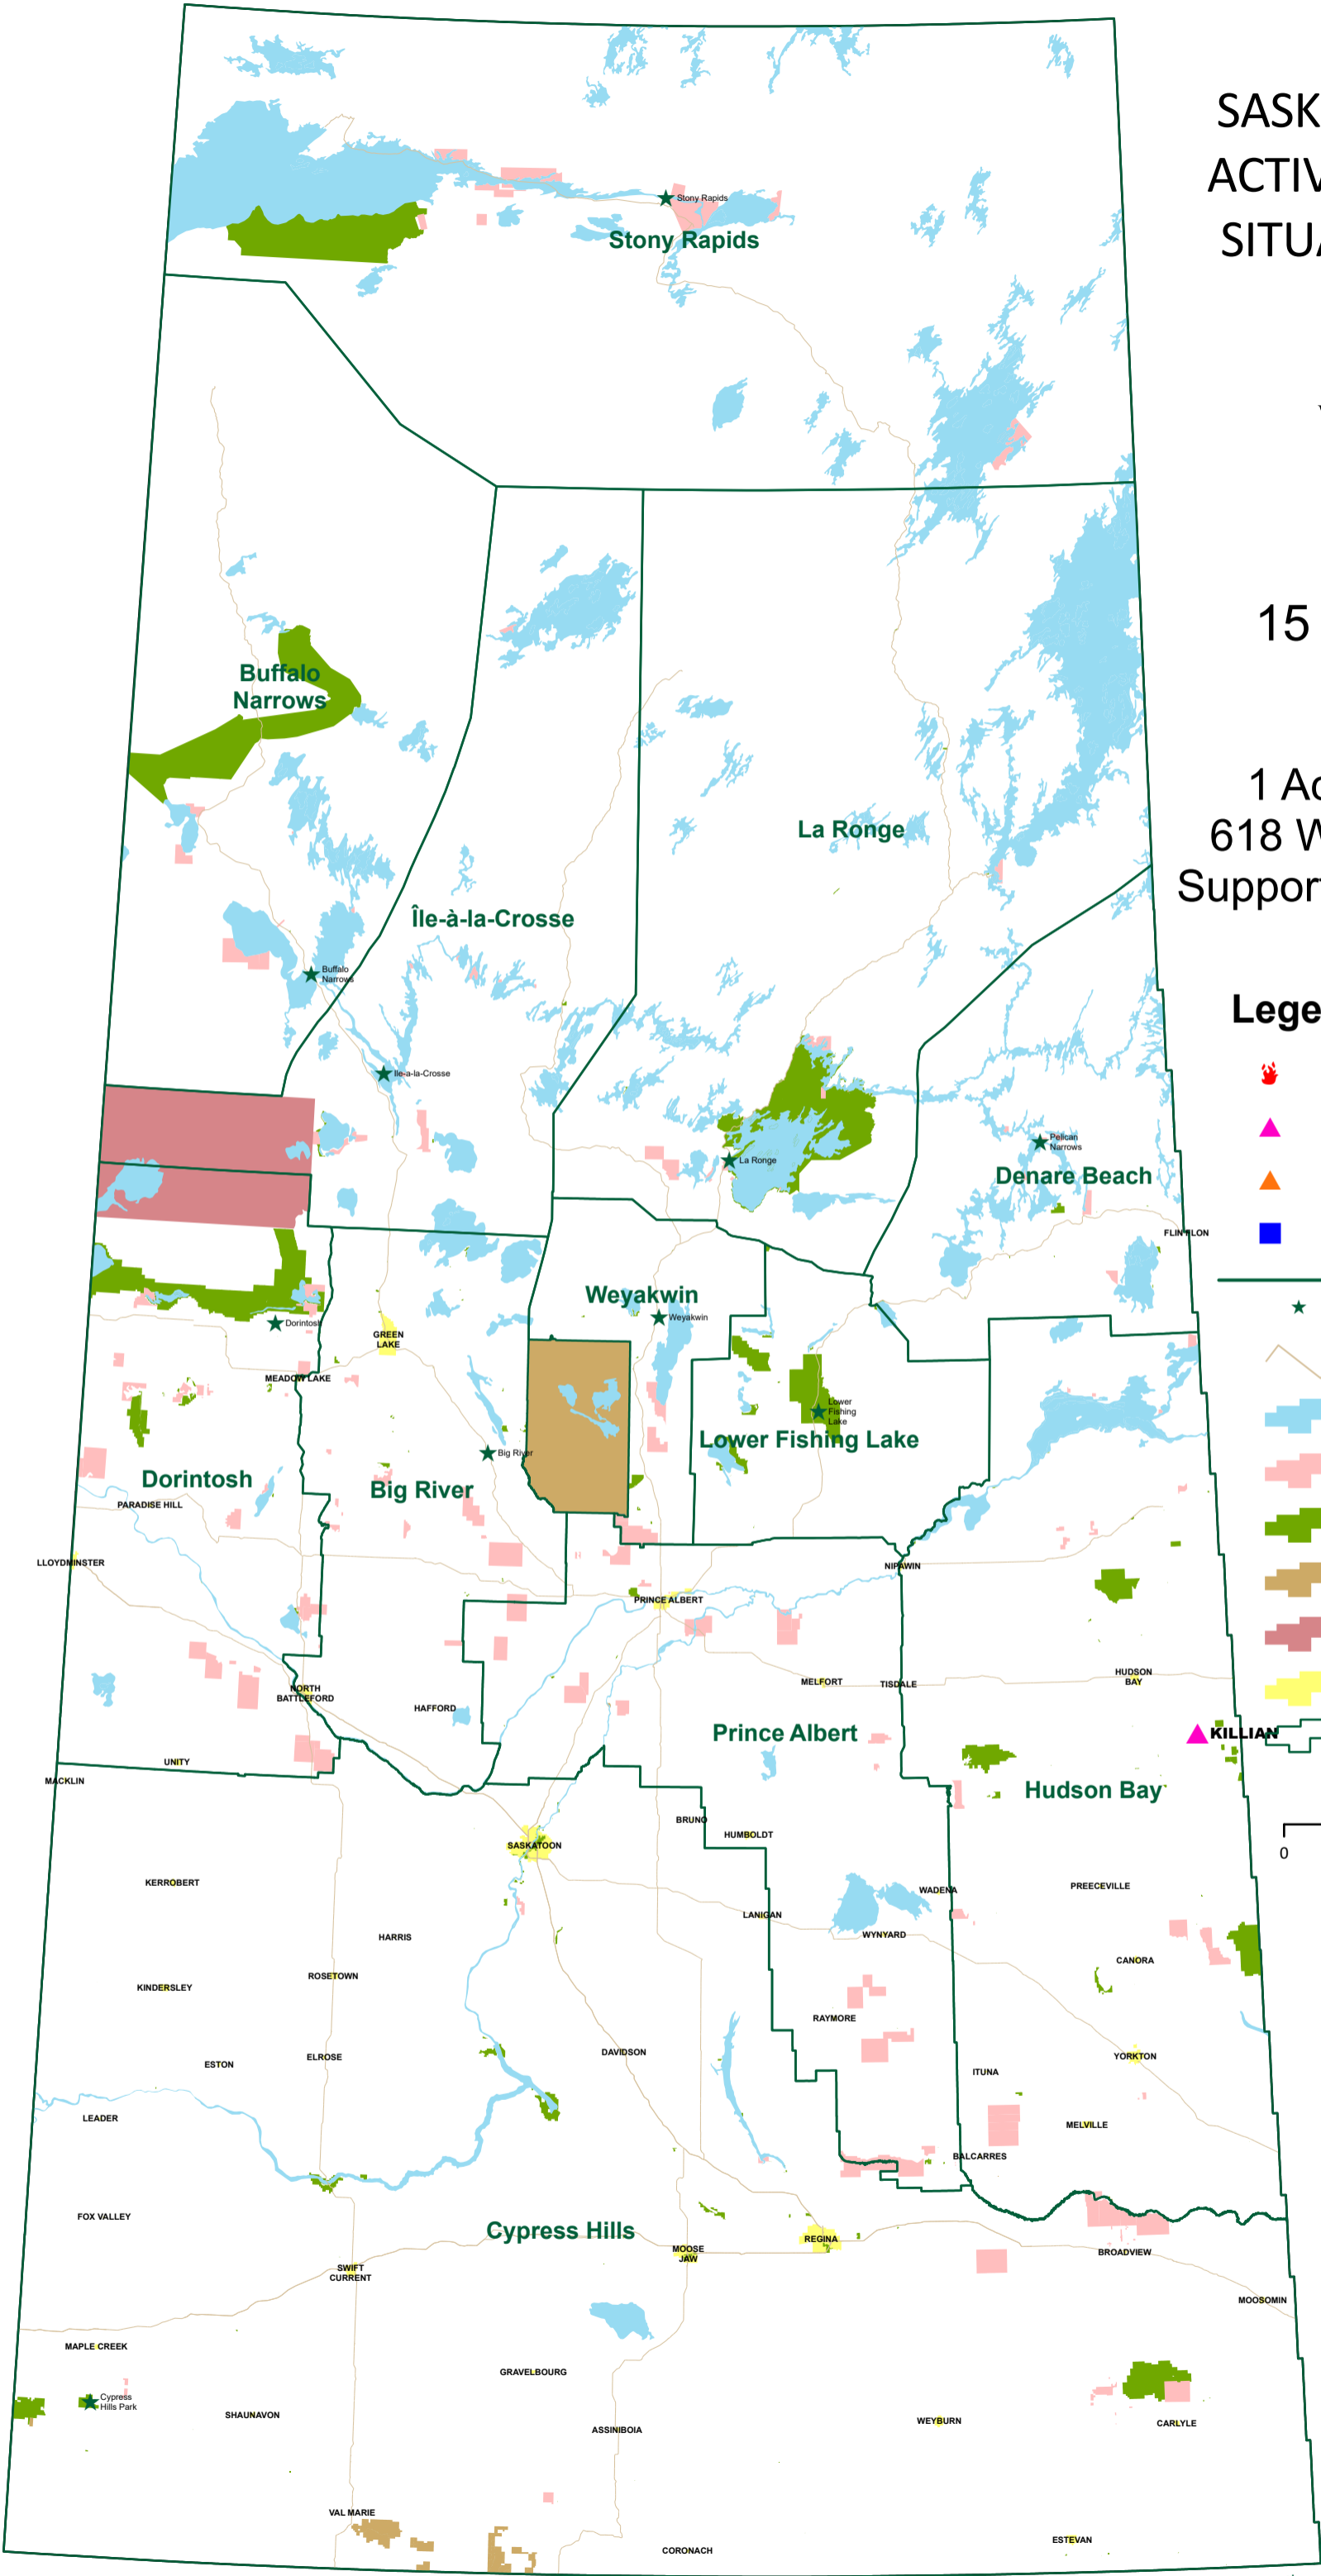 SASK
ACTIV
SITUA
Stony Rapids
Stony Rapids
15
Buffalo
Narrows
1 Ac
618 W
Support
La Ronge
Île-à-la-Crosse
Buffalo
Narrows
Lege
Ile-a-la-Crosse
Pelican
Narrows
La Ronge
Denare Beach
FLIN FLON
Weyakwin
Weyakwin
Dorintosh
GREEN
LAKE
MEADOW LAKE
Lower
Fishing
Lake
Lower Fishing Lake
Big River
Dorintosh
Big River
PARADISE HILL
LLOYDMINSTER
NIPAWIN
PRINCE ALBERT
HUDSON
BAY
MELFORT
TISDALE
NORTH
BATTLEFORD
HAFFORD
Prince Albert
KILLIAN
UNITY
MACKLIN
Hudson Bay
BRUNO
HUMBOLDT
SASKATOON
0
KERROBERT
PREECEVILLE
WADENA
LANIGAN
WYNYARD
HARRIS
CANORA
ROSETOWN
KINDERSLEY
RAYMORE
DAVIDSON
YORKTON
ELROSE
ESTON
ITUNA
LEADER
MELVILLE
BALCARRES
FOX VALLEY
Cypress Hills
REGINA
MOOSE
JAW
BROADVIEW
SWIFT
CURRENT
MOOSOMIN
MAPLE CREEK
GRAVELBOURG
Cypress
Hills Park
SHAUNAVON
WEYBURN
CARLYLE
ASSINIBOIA
VAL MARIE
ESTEVAN
CORONACH